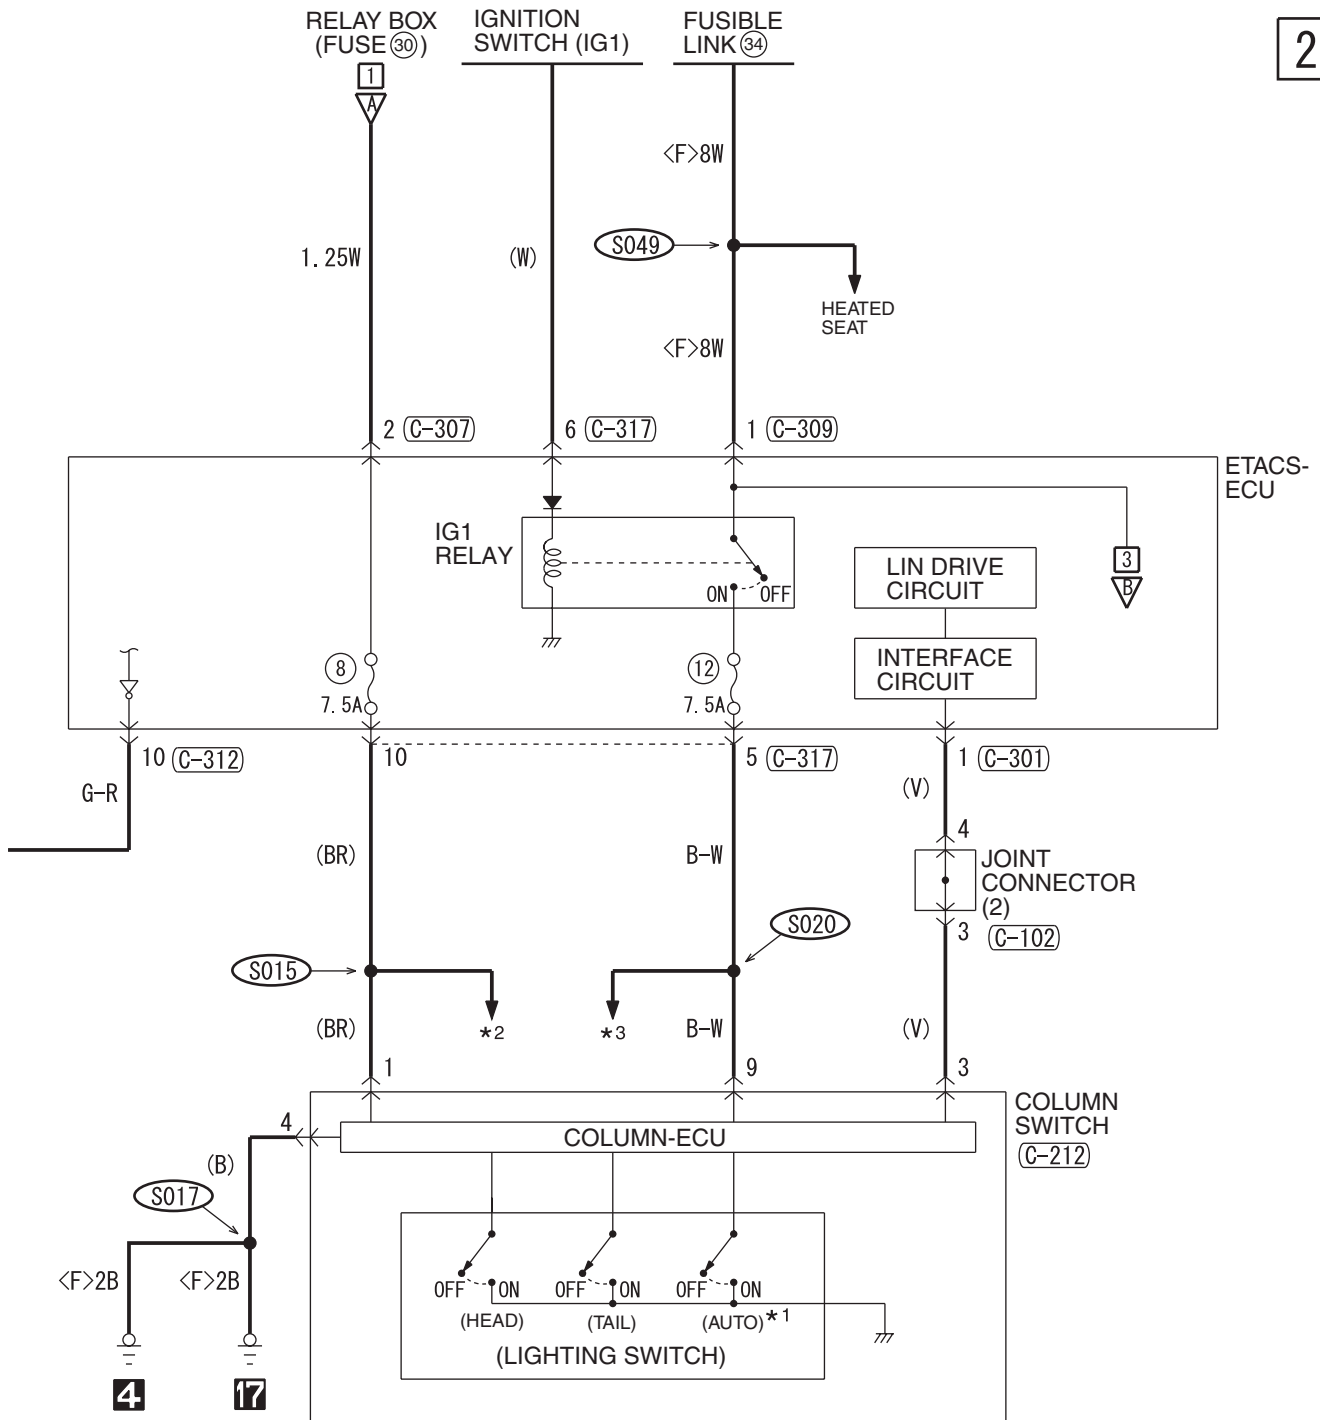 RELAY BOX
(FUSE 30)
IGNITION
SWITCH (IG1)
FUSIBLE
LINK 34
2
1
A
<F>8W
1.25W
(W)
S049
HEATED
SEAT
<F>8W
2 (C-307)
6 (C-317)
1 (C-309)
ETACS-
ECU
IG1
RELAY
ON
OFF
LIN DRIVE
CIRCUIT
3
B
INTERFACE
CIRCUIT
8
7.5A
12
7.5A
10 (C-312)
10
5 (C-317)
1 (C-301)
G-R
(V)
4
(BR)
B-W
JOINT
CONNECTOR
(2)
3 (C-102)
S020
S015
*2
*3
(BR)
B-W
(V)
1
9
3
COLUMN
SWITCH
(C-212)
4
COLUMN-ECU
(B)
S017
<F>2B
<F>2B
OFF
ON
OFF
ON
OFF
ON
(HEAD)
(TAIL)
(AUTO)*1
(LIGHTING SWITCH)
4
17